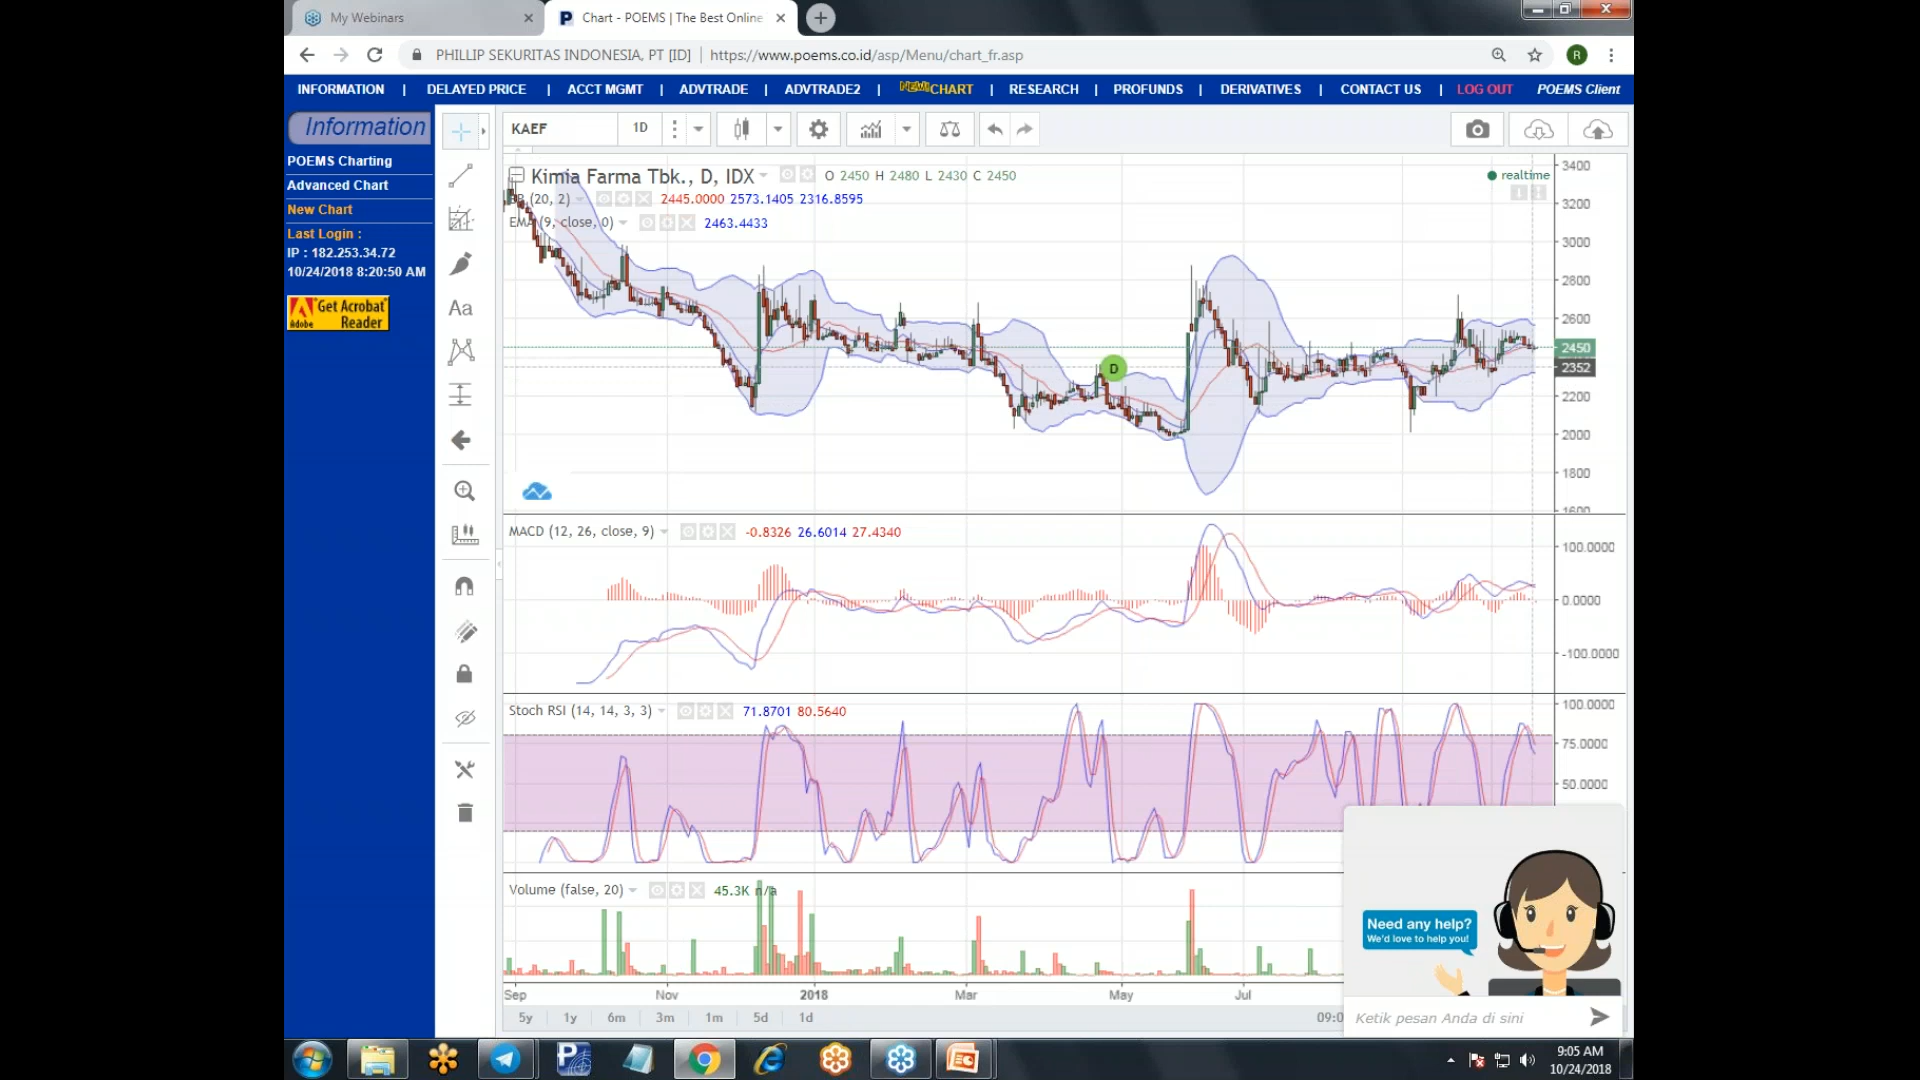 My Webinars
Chart - POEMS | The Best Online
PHILLIP SEKURITAS INDONESIA, PT [ID] | https://www.poems.co.id/asp/Menu/chart_fr.asp
R
INFORMATION | DELAYED PRICE | ACCT MGMT | ADVTRADE | ADVTRADE2 | NEW! CHART | RESEARCH | PROFUNDS | DERIVATIVES | CONTACT US | LOG OUT POEMS Client
Information
POEMS Charting
Advanced Chart
New Chart
Last Login :
IP : 182.253.34.72
10/24/2018 8:20:50 AM
Get Acrobat
Adobe Reader
Aa
KAEF 1D
Kimia Farma Tbk., D, IDX O 2450 H 2480 L 2430 C 2450
realtime
BB (20, 2) 2445.0000 2573.1405 2316.8595
EMA (9, close, 0) 2463.4433
3400
3200
3000
2800
2600
2450
2352
2200
2000
1800
1600
D
MACD (12, 26, close, 9) -0.8326 26.6014 27.4340
100.0000
0.0000
-100.0000
Stoch RSI (14, 14, 3, 3) 71.8701 80.5640
100.0000
75.0000
50.0000
Volume (false, 20) 45.3K n/a
Sep Nov 2018 Mar May Jul
5y 1y 6m 3m 1m 5d 1d 09:0
Need any help?
We'd love to help you!
Ketik pesan Anda di sini
9:05 AM
10/24/2018